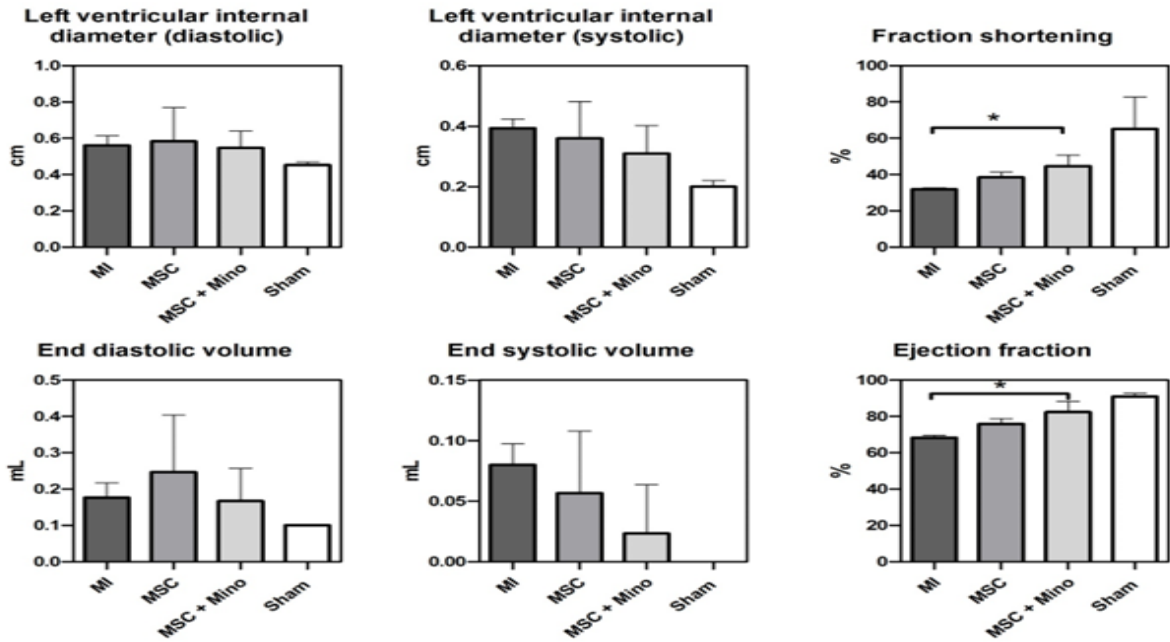 Left ventricular internal
diameter (diastolic)
1.0
0.8
0.6
0.4
0.2
0.0
cm
MI
MSC
MSC + Mino
Sham
Left ventricular internal
diameter (systolic)
0.6
0.4
0.2
0.0
cm
MI
MSC
MSC + Mino
Sham
Fraction shortening
100
80
60
40
20
0
%
*
MI
MSC
MSC + Mino
Sham
End diastolic volume
0.5
0.4
0.3
0.2
0.1
0.0
mL
MI
MSC
MSC + Mino
Sham
End systolic volume
0.15
0.10
0.05
0.00
mL
MI
MSC
MSC + Mino
Sham
Ejection fraction
100
80
60
40
20
0
%
*
MI
MSC
MSC + Mino
Sham